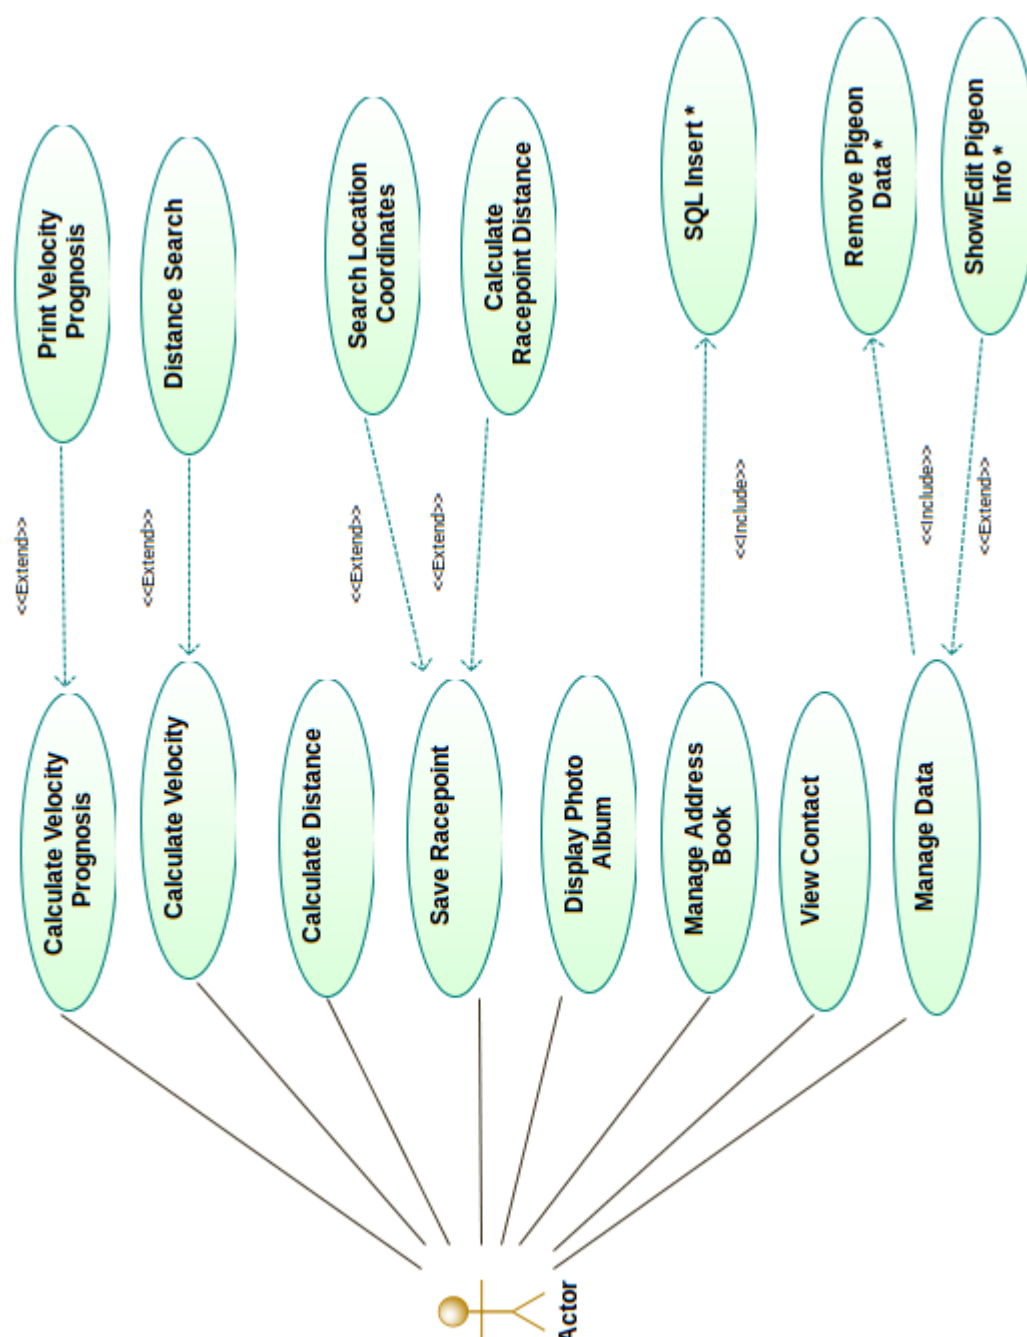 Print Velocity
Prognosis
<<Extend>>
Calculate Velocity
Prognosis
Distance Search
<<Extend>>
Calculate Velocity
Calculate Distance
Search Location
Coordinates
<<Extend>>
Calculate
Racepoint Distance
<<Extend>>
Save Racepoint
Display Photo
Album
SQL Insert *
<<Include>>
Manage Address
Book
View Contact
Remove Pigeon
Data *
<<Include>>
Show/Edit Pigeon
Info *
<<Extend>>
Manage Data
Actor